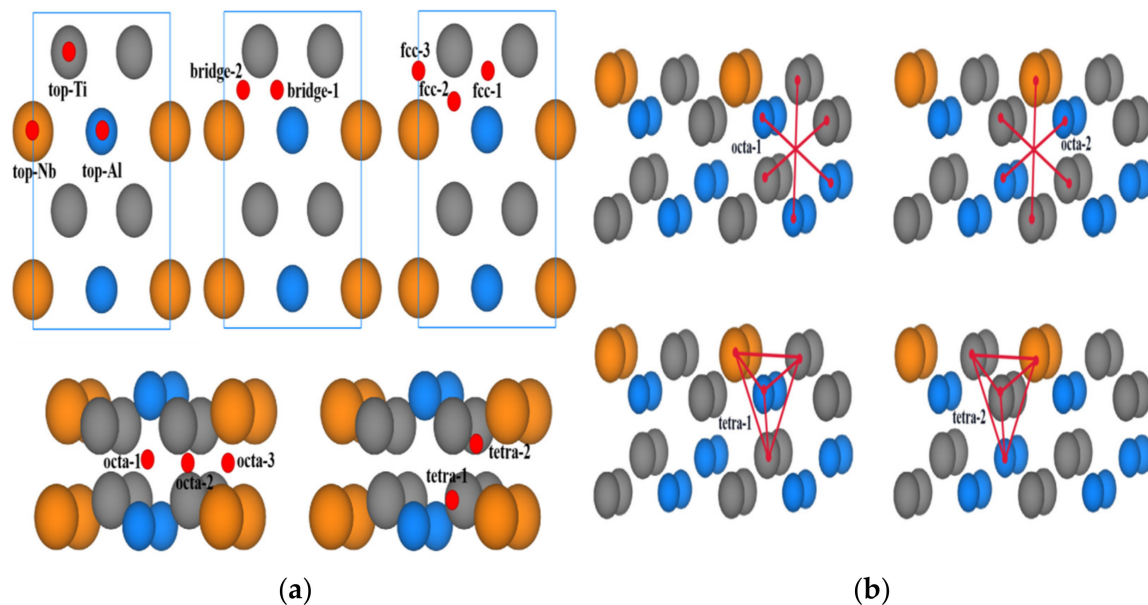 top-Ti
top-Nb
top-Al
bridge-2
bridge-1
fcc-3
fcc-2
fcc-1
octa-1
octa-2
octa-1
octa-3
octa-2
tetra-2
tetra-1
tetra-1
tetra-2
(a)
(b)